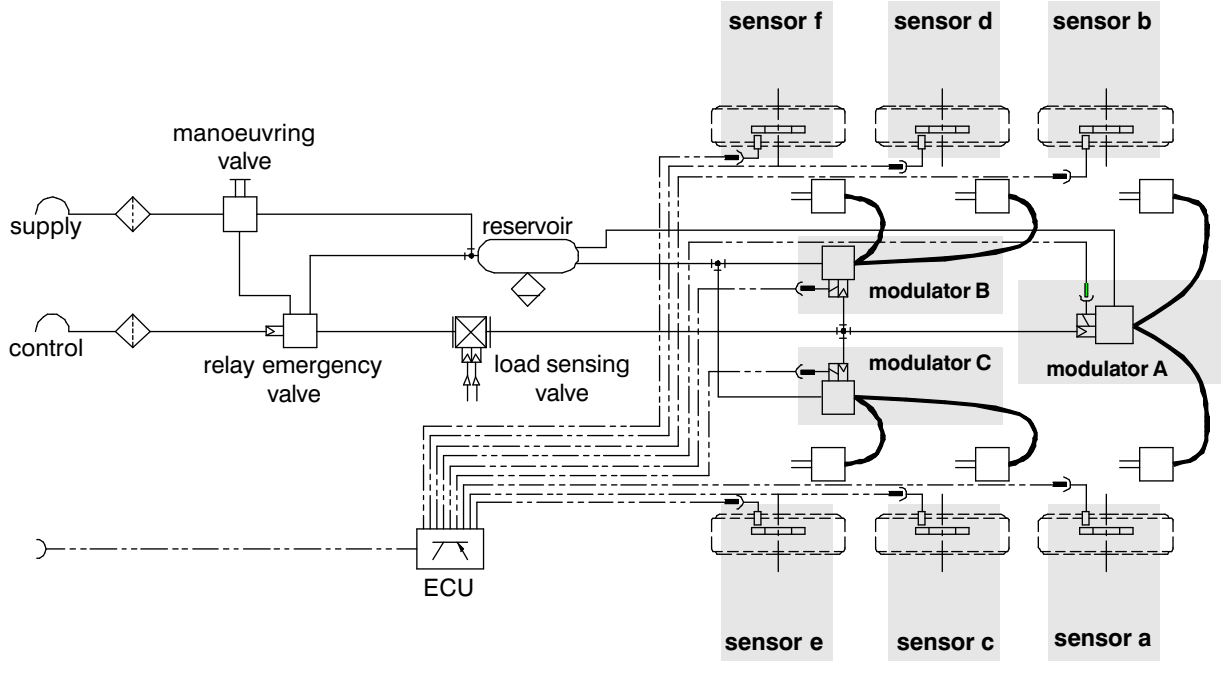 sensor f
sensor d
sensor b
manoeuvring
valve
supply
reservoir
modulator B
control
relay emergency
valve
load sensing
valve
modulator C
modulator A
ECU
sensor e
sensor c
sensor a